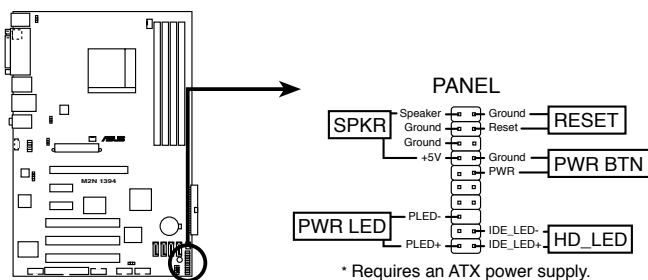 PANEL
SPKR
Speaker
Ground
Ground
+5V
Ground
Reset
RESET
Ground
PWR
PWR BTN
PWR LED
PLED-
PLED+
IDE_LED-
IDE_LED+
HD_LED
ASUS
M2N 1394
* Requires an ATX power supply.